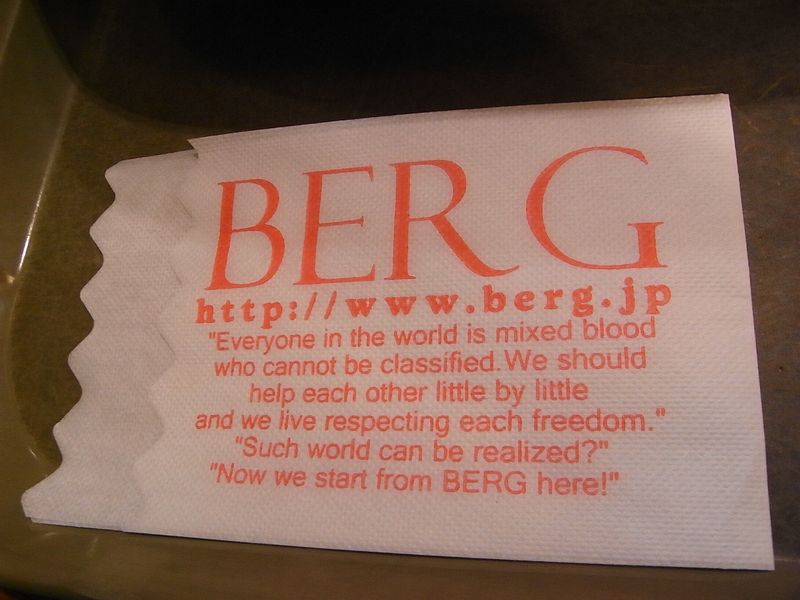 BERG
http://www.berg.jp
"Everyone in the world is mixed blood
who cannot be classified. We should
help each other little by little
and we live respecting each freedom."
"Such world can be realized?"
"Now we start from BERG here!"